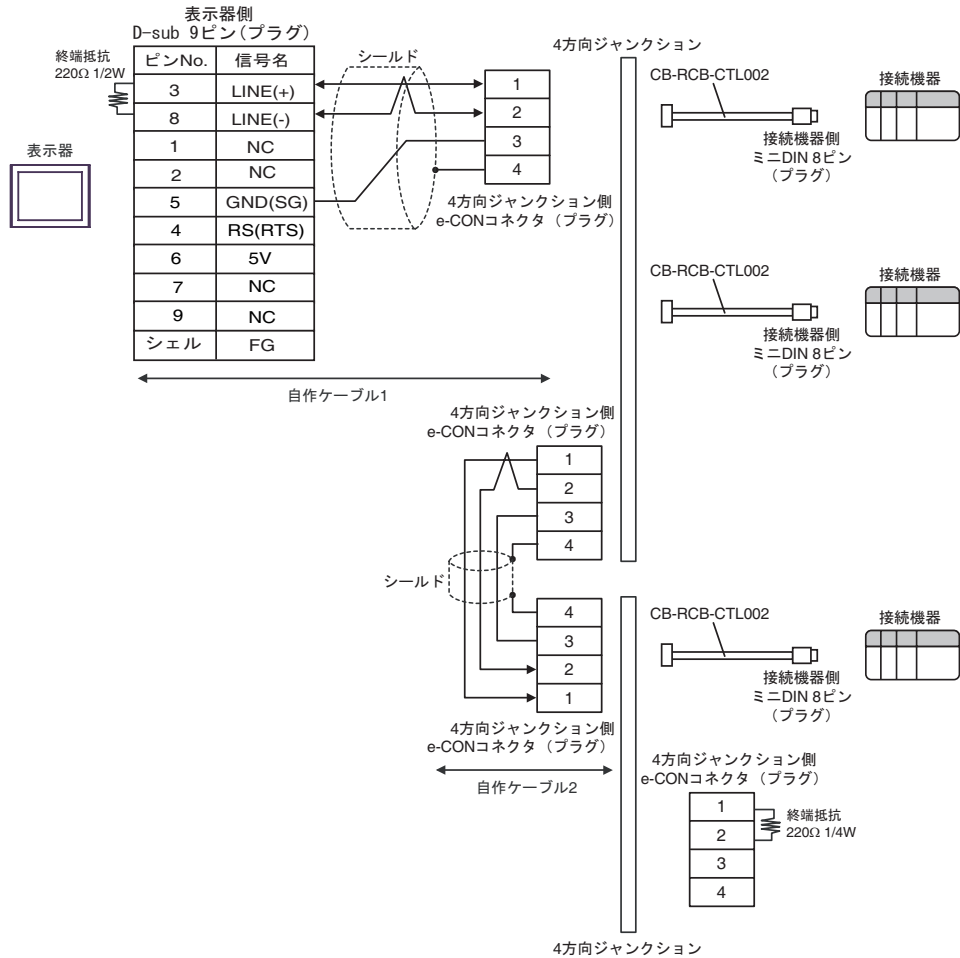 表示器側
D-sub 9ピン(プラグ)
終端抵抗
220Ω 1/2W
ピンNo. 信号名
3 LINE(+)
8 LINE(-)
1 NC
2 NC
5 GND(SG)
4 RS(RTS)
6 5V
7 NC
9 NC
シェル FG
表示器
シールド
1
2
3
4
4方向ジャンクション側
e-CONコネクタ（プラグ）
自作ケーブル1
4方向ジャンクション
CB-RCB-CTL002
接続機器
接続機器側
ミニDIN 8ピン
（プラグ）
CB-RCB-CTL002
接続機器
接続機器側
ミニDIN 8ピン
（プラグ）
4方向ジャンクション側
e-CONコネクタ（プラグ）
1
2
3
4
シールド
4
3
2
1
4方向ジャンクション側
e-CONコネクタ（プラグ）
自作ケーブル2
CB-RCB-CTL002
接続機器
接続機器側
ミニDIN 8ピン
（プラグ）
4方向ジャンクション側
e-CONコネクタ（プラグ）
1
2
3
4
終端抵抗
220Ω 1/4W
4方向ジャンクション